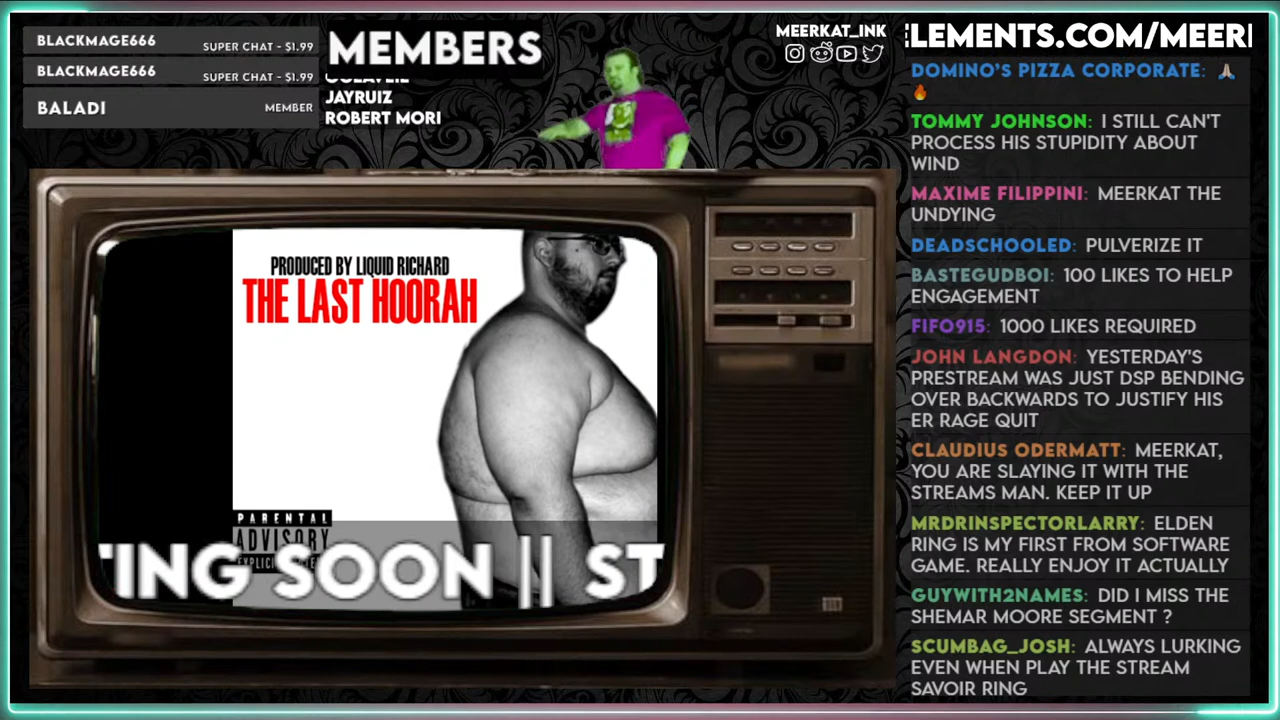 BLACKMAGE666
SUPER CHAT - $1.99
BLACKMAGE666
SUPER CHAT - $1.99
BALADI
MEMBER
MEMBERS
JAYRUIZ
ROBERT MORI
MEERKAT_INK
LEMENTS.COM/MEER
PRODUCED BY LIQUID RICHARD
THE LAST HOORAH
PARENTAL
ADVISORY
TING SOON || ST
DOMINO'S PIZZA CORPORATE: 🙏🏼
🔥
TOMMY JOHNSON: I STILL CAN'T
PROCESS HIS STUPIDITY ABOUT
WIND
MAXIME FILIPPINI: MEERKAT THE
UNDYING
DEADSCHOOLED: PULVERIZE IT
BASTEGUDBOI: 100 LIKES TO HELP
ENGAGEMENT
FIFO915: 1000 LIKES REQUIRED
JOHN LANGDON: YESTERDAY'S
PRESTREAM WAS JUST DSP BENDING
OVER BACKWARDS TO JUSTIFY HIS
ER RAGE QUIT
CLAUDIUS ODERMATT: MEERKAT,
YOU ARE SLAYING IT WITH THE
STREAMS MAN. KEEP IT UP
MRDRINSPECTORLARRY: ELDEN
RING IS MY FIRST FROM SOFTWARE
GAME. REALLY ENJOY IT ACTUALLY
GUYWITH2NAMES: DID I MISS THE
SHEMAR MOORE SEGMENT ?
SCUMBAG_JOSH: ALWAYS LURKING
EVEN WHEN PLAY THE STREAM
SAVOIR RING